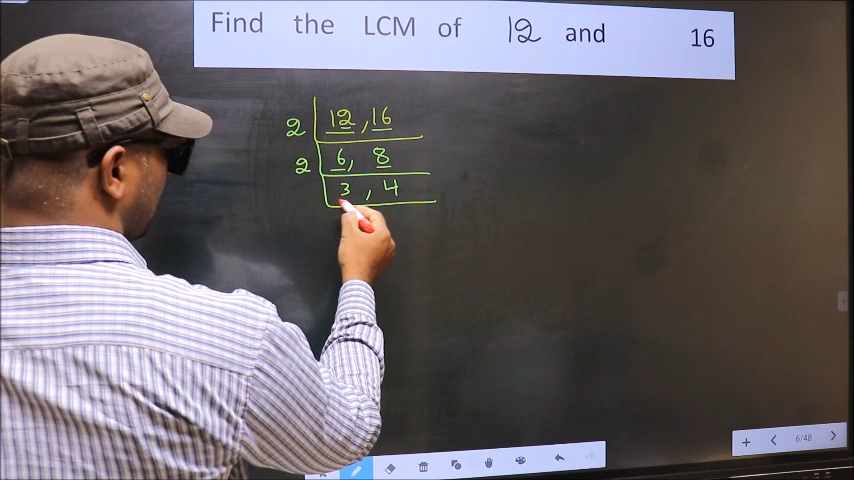 Find the LCM of 12 and 16
2 12, 16
2 6, 8
3, 4
6/48